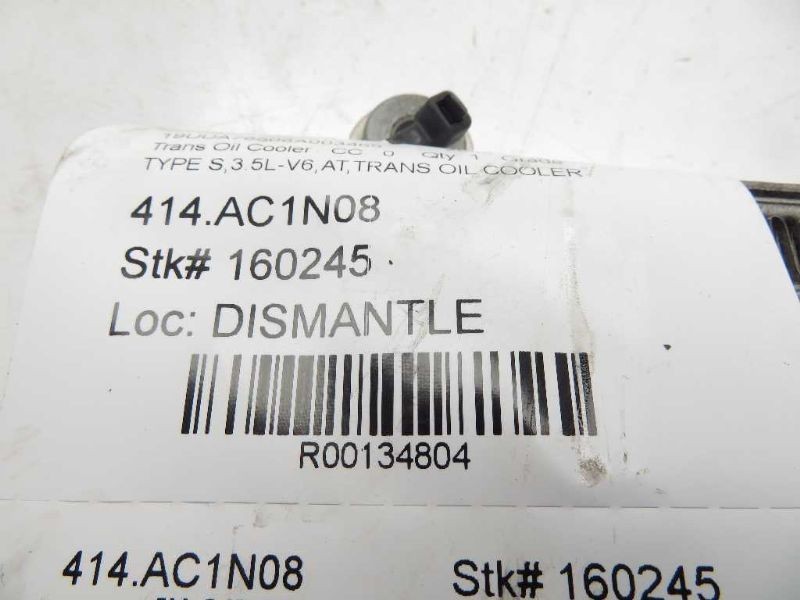 Trans Oil Cooler CC 0 Qty 1
TYPE S,3.5L-V6,AT,TRANS OIL COOLER
414.AC1N08
Stk# 160245
Loc: DISMANTLE
R00134804
414.AC1N08
Stk# 160245